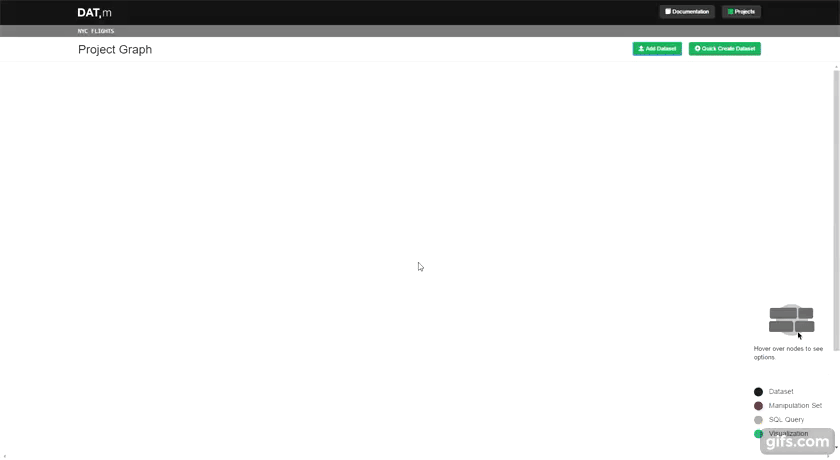 DAT,m
Documentation
Projects
NYC FLIGHTS
Project Graph
Add Dataset
Quick Create Dataset
Hover over nodes to see
options
Dataset
Manipulation Set
SQL Query
Visualization
gifs.com